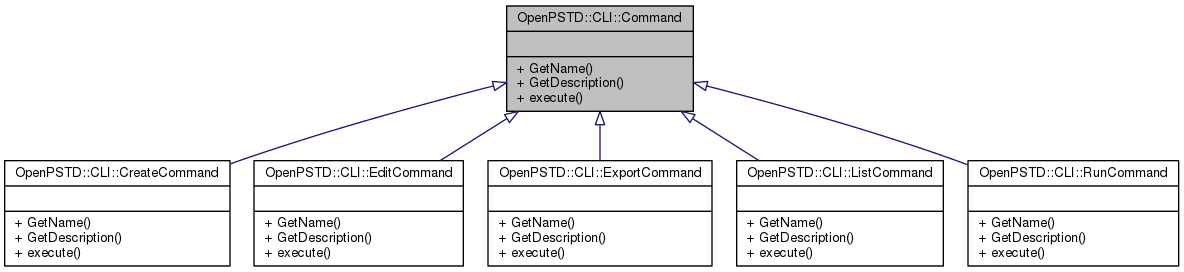 OpenPSTD::CLI::Command
+ GetName()
+ GetDescription()
+ execute()
OpenPSTD::CLI::CreateCommand
+ GetName()
+ GetDescription()
+ execute()
OpenPSTD::CLI::EditCommand
+ GetName()
+ GetDescription()
+ execute()
OpenPSTD::CLI::ExportCommand
+ GetName()
+ GetDescription()
+ execute()
OpenPSTD::CLI::ListCommand
+ GetName()
+ GetDescription()
+ execute()
OpenPSTD::CLI::RunCommand
+ GetName()
+ GetDescription()
+ execute()